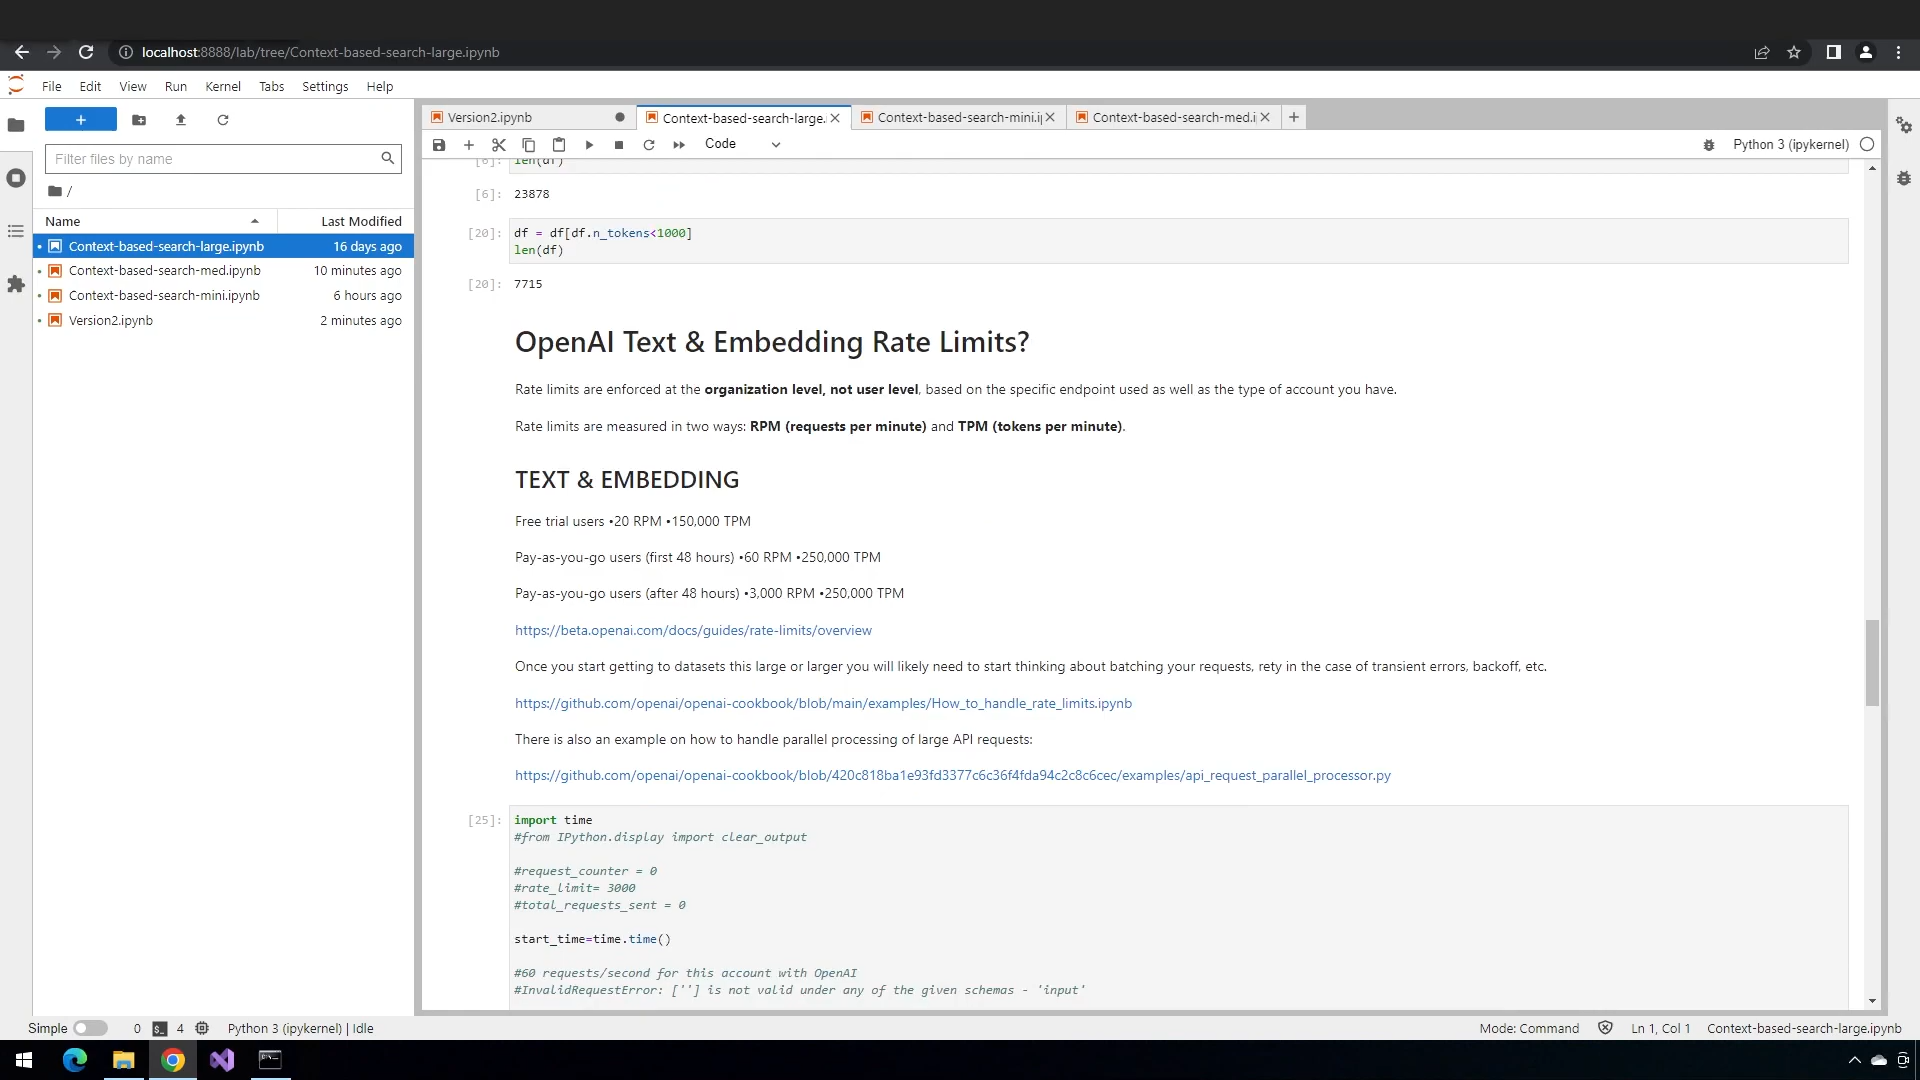 localhost:8888/lab/tree/Context-based-search-large.ipynb
File Edit View Run Kernel Tabs Settings Help
+
Filter files by name
/
Name Last Modified
Context-based-search-large.ipynb 16 days ago
Context-based-search-med.ipynb 10 minutes ago
Context-based-search-mini.ipynb 6 hours ago
Version2.ipynb 2 minutes ago
Version2.ipynb
Context-based-search-large.
Context-based-search-mini.i
Context-based-search-med.i
Code
Python 3 (ipykernel)
[6]: len(df)
[6]: 23878
[20]: df = df[df.n_tokens<1000]
len(df)
[20]: 7715
OpenAI Text & Embedding Rate Limits?
Rate limits are enforced at the organization level, not user level, based on the specific endpoint used as well as the type of account you have.
Rate limits are measured in two ways: RPM (requests per minute) and TPM (tokens per minute).
TEXT & EMBEDDING
Free trial users •20 RPM •150,000 TPM
Pay-as-you-go users (first 48 hours) •60 RPM •250,000 TPM
Pay-as-you-go users (after 48 hours) •3,000 RPM •250,000 TPM
https://beta.openai.com/docs/guides/rate-limits/overview
Once you start getting to datasets this large or larger you will likely need to start thinking about batching your requests, rety in the case of transient errors, backoff, etc.
https://github.com/openai/openai-cookbook/blob/main/examples/How_to_handle_rate_limits.ipynb
There is also an example on how to handle parallel processing of large API requests:
https://github.com/openai/openai-cookbook/blob/420c818ba1e93fd3377c6c36f4fda94c2c8c6cec/examples/api_request_parallel_processor.py
[25]: import time
#from IPython.display import clear_output
#request_counter = 0
#rate_limit= 3000
#total_requests_sent = 0
start_time=time.time()
#60 requests/second for this account with OpenAI
#InvalidRequestError: [''] is not valid under any of the given schemas - 'input'
Simple 0 4 Python 3 (ipykernel) | Idle
Mode: Command Ln 1, Col 1 Context-based-search-large.ipynb